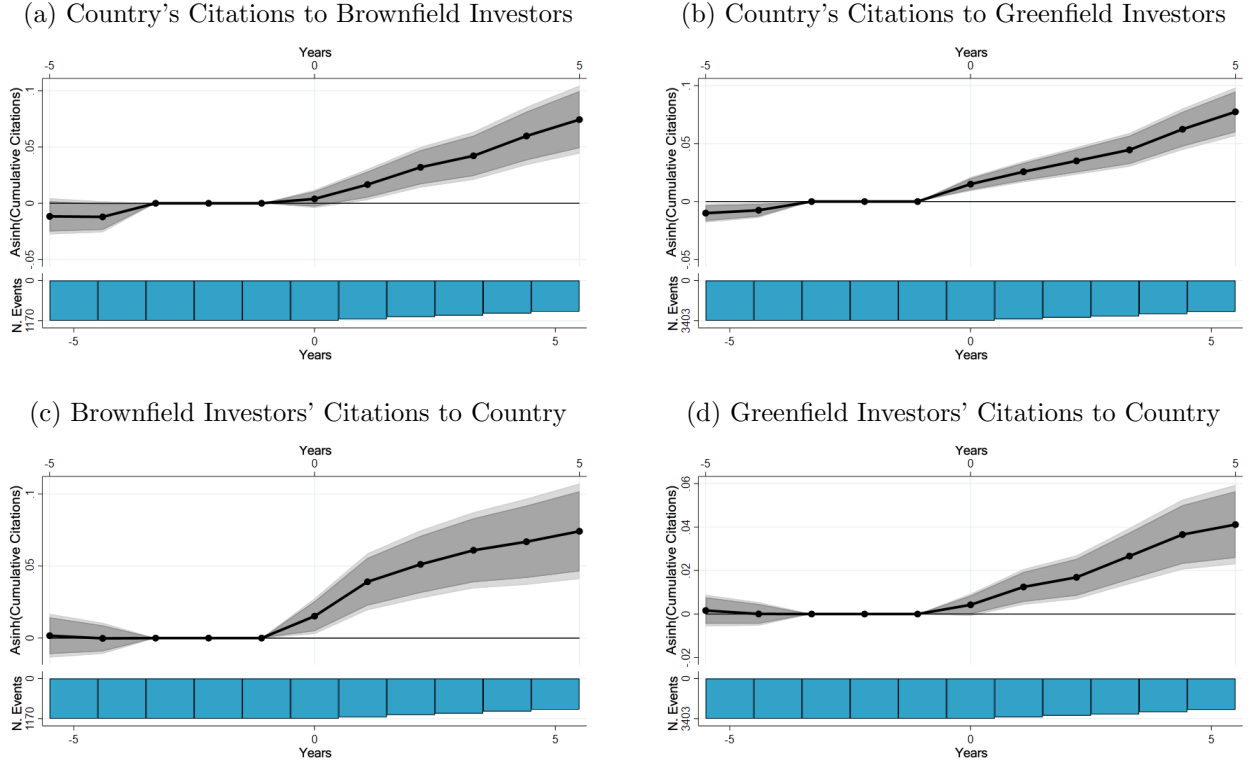 (a) Country's Citations to Brownfield Investors
Years
-5 0 5
Asinh(Cumulative Citations)
.1
.05
0
-.05
N. Events
0
1170
-5 0 5
Years
(b) Country's Citations to Greenfield Investors
Years
-5 0 5
Asinh(Cumulative Citations)
.1
.05
0
-.05
N. Events
0
3403
-5 0 5
Years
(c) Brownfield Investors' Citations to Country
Years
-5 0 5
Asinh(Cumulative Citations)
.1
.05
0
N. Events
0
1170
-5 0 5
Years
(d) Greenfield Investors' Citations to Country
Years
-5 0 5
Asinh(Cumulative Citations)
.06
.04
.02
0
-.02
N. Events
0
3403
-5 0 5
Years